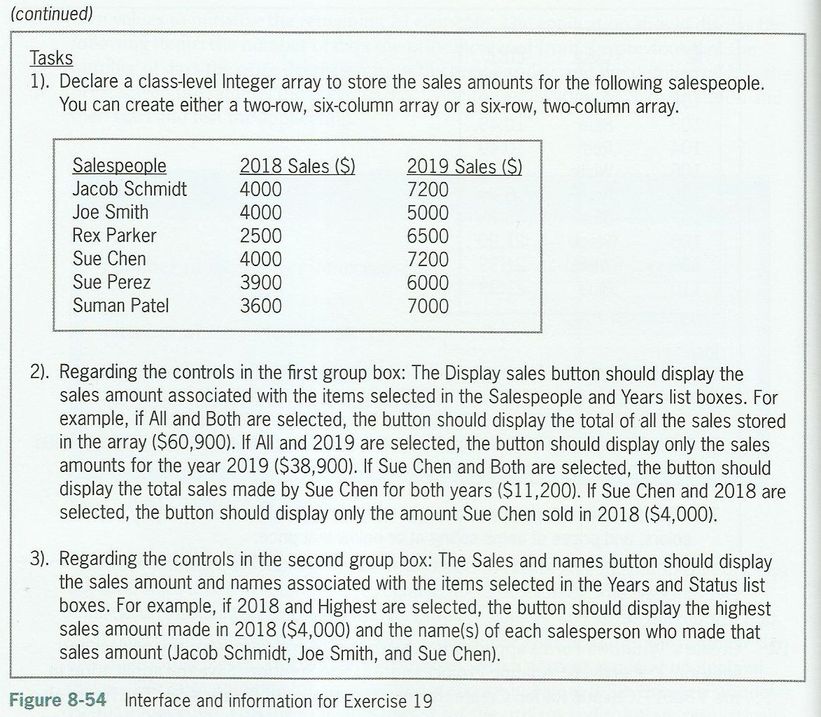 (continued)
Tasks
1). Declare a class-level Integer array to store the sales amounts for the following salespeople.
You can create either a two-row, six-column array or a six-row, two-column array.
Salespeople 2018 Sales ($) 2019 Sales ($)
Jacob Schmidt 4000 7200
Joe Smith 4000 5000
Rex Parker 2500 6500
Sue Chen 4000 7200
Sue Perez 3900 6000
Suman Patel 3600 7000
2). Regarding the controls in the first group box: The Display sales button should display the
sales amount associated with the items selected in the Salespeople and Years list boxes. For
example, if All and Both are selected, the button should display the total of all the sales stored
in the array ($60,900). If All and 2019 are selected, the button should display only the sales
amounts for the year 2019 ($38,900). If Sue Chen and Both are selected, the button should
display the total sales made by Sue Chen for both years ($11,200). If Sue Chen and 2018 are
selected, the button should display only the amount Sue Chen sold in 2018 ($4,000).
3). Regarding the controls in the second group box: The Sales and names button should display
the sales amount and names associated with the items selected in the Years and Status list
boxes. For example, if 2018 and Highest are selected, the button should display the highest
sales amount made in 2018 ($4,000) and the name(s) of each salesperson who made that
sales amount (Jacob Schmidt, Joe Smith, and Sue Chen).
Figure 8-54 Interface and information for Exercise 19